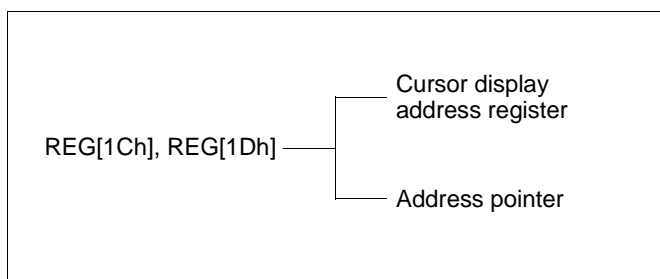 Cursor display
address register
REG[1Ch], REG[1Dh]
Address pointer